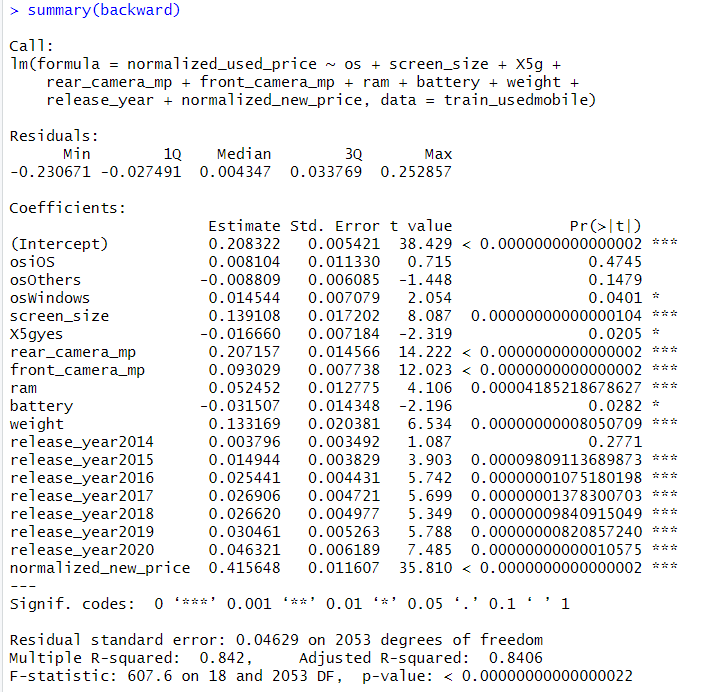 > summary(backward)
Call:
lm(formula = normalized_used_price ~ os + screen_size + X5g +
    rear_camera_mp + front_camera_mp + ram + battery + weight +
    release_year + normalized_new_price, data = train_usedmobile)
Residuals:
      Min        1Q    Median        3Q       Max
-0.230671 -0.027491  0.004347  0.033769  0.252857
Coefficients:
                      Estimate Std. Error t value             Pr(>|t|)
(Intercept)           0.208322   0.005421  38.429 < 0.0000000000000002 ***
osiOS                 0.008104   0.011330   0.715               0.4745
osOthers             -0.008809   0.006085  -1.448               0.1479
osWindows             0.014544   0.007079   2.054               0.0401 *
screen_size           0.139108   0.017202   8.087  0.00000000000000104 ***
X5gyes               -0.016660   0.007184  -2.319               0.0205 *
rear_camera_mp        0.207157   0.014566  14.222 < 0.0000000000000002 ***
front_camera_mp       0.093029   0.007738  12.023 < 0.0000000000000002 ***
ram                   0.052452   0.012775   4.106  0.00004185218678627 ***
battery              -0.031507   0.014348  -2.196               0.0282 *
weight                0.133169   0.020381   6.534  0.00000000008050709 ***
release_year2014      0.003796   0.003492   1.087               0.2771
release_year2015      0.014944   0.003829   3.903  0.00009809113689873 ***
release_year2016      0.025441   0.004431   5.742  0.00000001075180198 ***
release_year2017      0.026906   0.004721   5.699  0.00000001378300703 ***
release_year2018      0.026620   0.004977   5.349  0.00000009840915049 ***
release_year2019      0.030461   0.005263   5.788  0.00000000820857240 ***
release_year2020      0.046321   0.006189   7.485  0.00000000000010575 ***
normalized_new_price  0.415648   0.011607  35.810 < 0.0000000000000002 ***
---
Signif. codes:  0 ‘***’ 0.001 ‘**’ 0.01 ‘*’ 0.05 ‘.’ 0.1 ‘ ’ 1
Residual standard error: 0.04629 on 2053 degrees of freedom
Multiple R-squared:  0.842,     Adjusted R-squared:  0.8406
F-statistic: 607.6 on 18 and 2053 DF,  p-value: < 0.00000000000000022